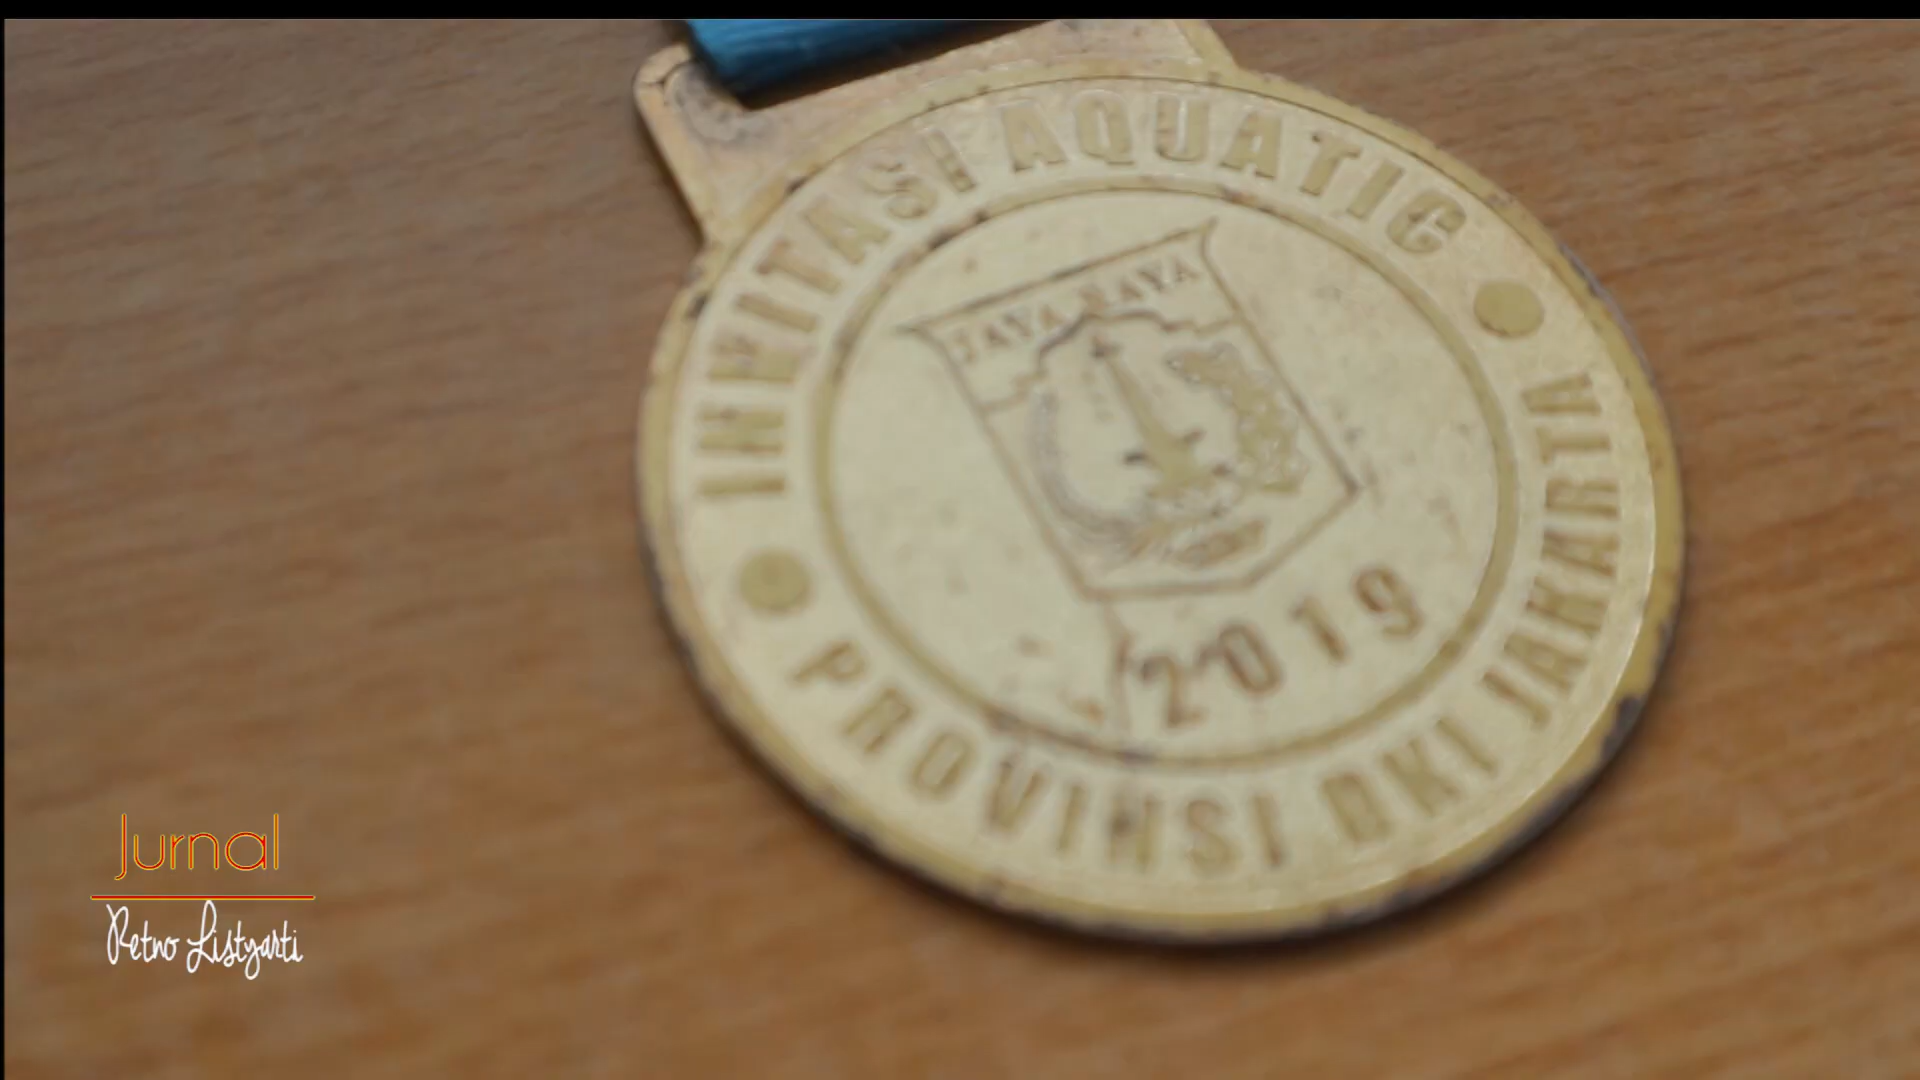 INVITASI AQUATIC
JAYA RAYA
2019
PROVINSI DKI JAKARTA
Jurnal
Retno Listyarti